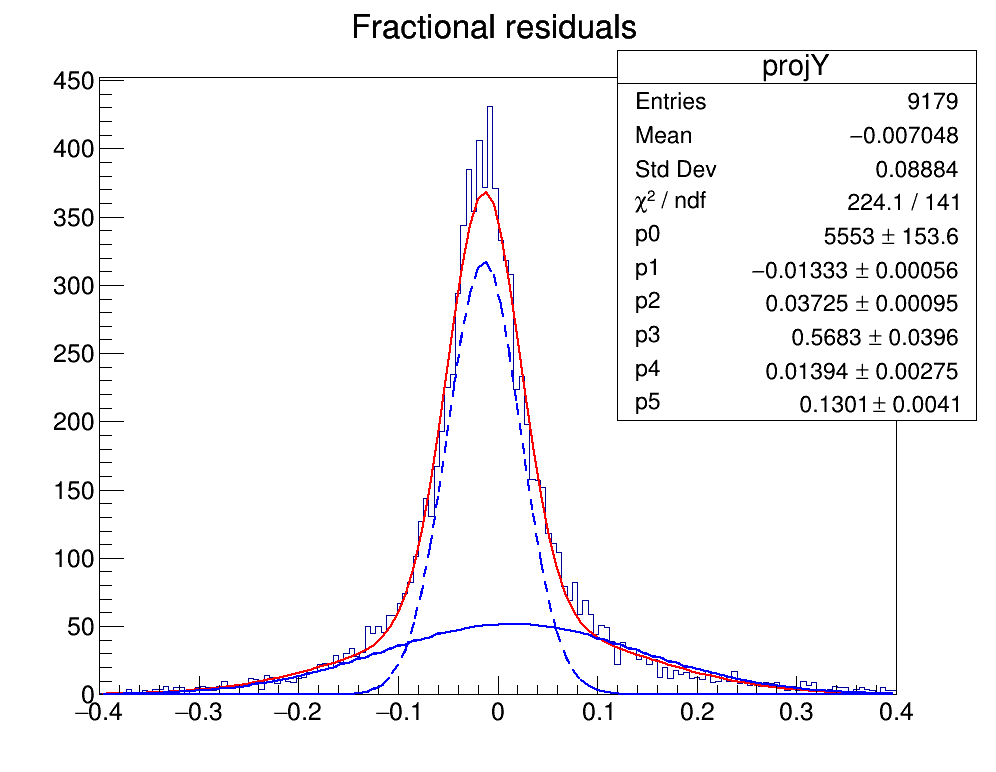 Fractional residuals
projY
Entries 9179
Mean −0.007048
Std Dev 0.08884
χ² / ndf 224.1 / 141
p0 5553 ± 153.6
p1 −0.01333 ± 0.00056
p2 0.03725 ± 0.00095
p3 0.5683 ± 0.0396
p4 0.01394 ± 0.00275
p5 0.1301 ± 0.0041
450
400
350
300
250
200
150
100
50
0
−0.4 −0.3 −0.2 −0.1 0 0.1 0.2 0.3 0.4